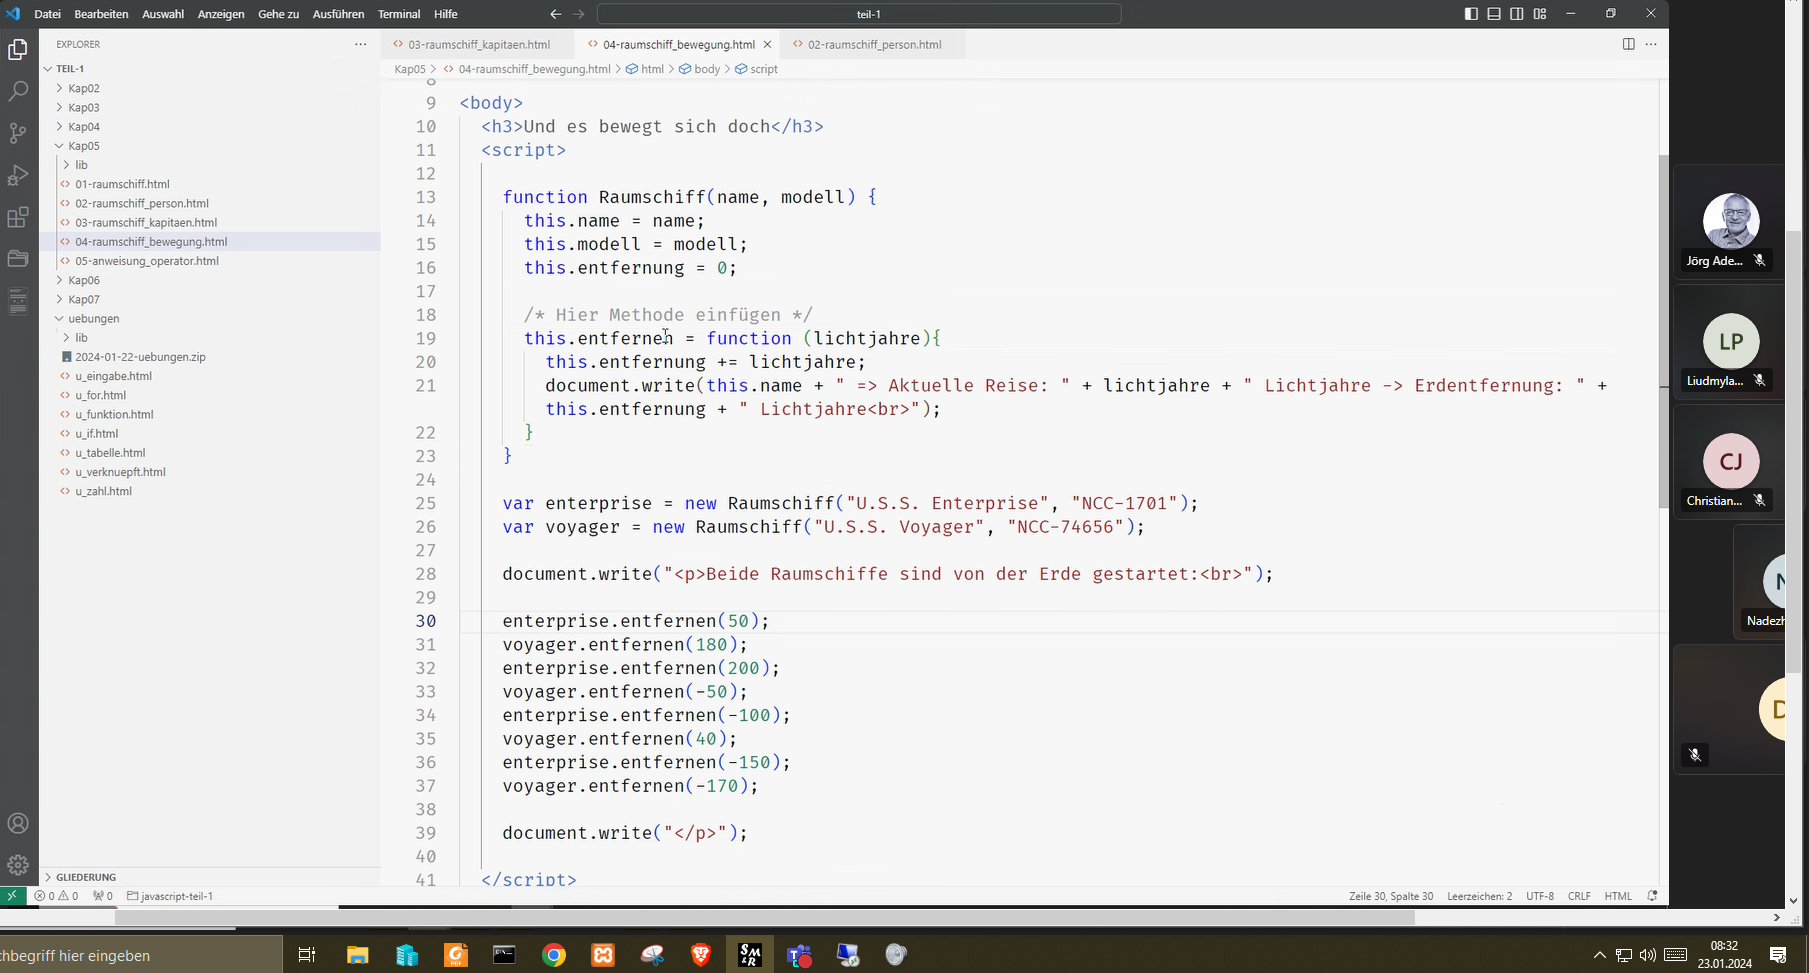 Datei Bearbeiten Auswahl Anzeigen Gehe zu Ausführen Terminal Hilfe
teil-1
EXPLORER
TEIL-1
Kap02
Kap03
Kap04
Kap05
lib
01-raumschiff.html
02-raumschiff_person.html
03-raumschiff_kapitaen.html
04-raumschiff_bewegung.html
05-anweisung_operator.html
Kap06
Kap07
uebungen
lib
2024-01-22-uebungen.zip
u_eingabe.html
u_for.html
u_funktion.html
u_if.html
u_tabelle.html
u_verknuepft.html
u_zahl.html
GLIEDERUNG
03-raumschiff_kapitaen.html 04-raumschiff_bewegung.html 02-raumschiff_person.html
Kap05 > 04-raumschiff_bewegung.html > html > body > script
8
9 <body>
10 <h3>Und es bewegt sich doch</h3>
11 <script>
12
13 function Raumschiff(name, modell) {
14 this.name = name;
15 this.modell = modell;
16 this.entfernung = 0;
17
18 /* Hier Methode einfügen */
19 this.entfernen = function (lichtjahre){
20 this.entfernung += lichtjahre;
21 document.write(this.name + " => Aktuelle Reise: " + lichtjahre + " Lichtjahre -> Erdentfernung: " +
this.entfernung + " Lichtjahre<br>");
22 }
23 }
24
25 var enterprise = new Raumschiff("U.S.S. Enterprise", "NCC-1701");
26 var voyager = new Raumschiff("U.S.S. Voyager", "NCC-74656");
27
28 document.write("<p>Beide Raumschiffe sind von der Erde gestartet:<br>");
29
30 enterprise.entfernen(50);
31 voyager.entfernen(180);
32 enterprise.entfernen(200);
33 voyager.entfernen(-50);
34 enterprise.entfernen(-100);
35 voyager.entfernen(40);
36 enterprise.entfernen(-150);
37 voyager.entfernen(-170);
38
39 document.write("</p>");
40
41 </script>
0 0 0 javascript-teil-1
Zeile 30, Spalte 30 Leerzeichen: 2 UTF-8 CRLF HTML
Jörg Ade...
LP
Liudmyla...
CJ
Christian...
N
Nadezh
D
chbegriff hier eingeben
SM&R
08:32
23.01.2024